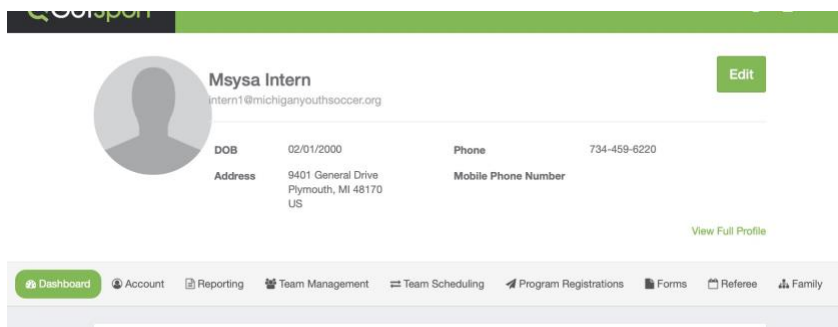 Msysa Intern
Edit
intern1@michiganyouthsoccer.org
DOB 02/01/2000 Phone 734-459-6220
Address 9401 General Drive Mobile Phone Number
Plymouth, MI 48170
US
View Full Profile
Dashboard Account Reporting Team Management Team Scheduling Program Registrations Forms Referee Family